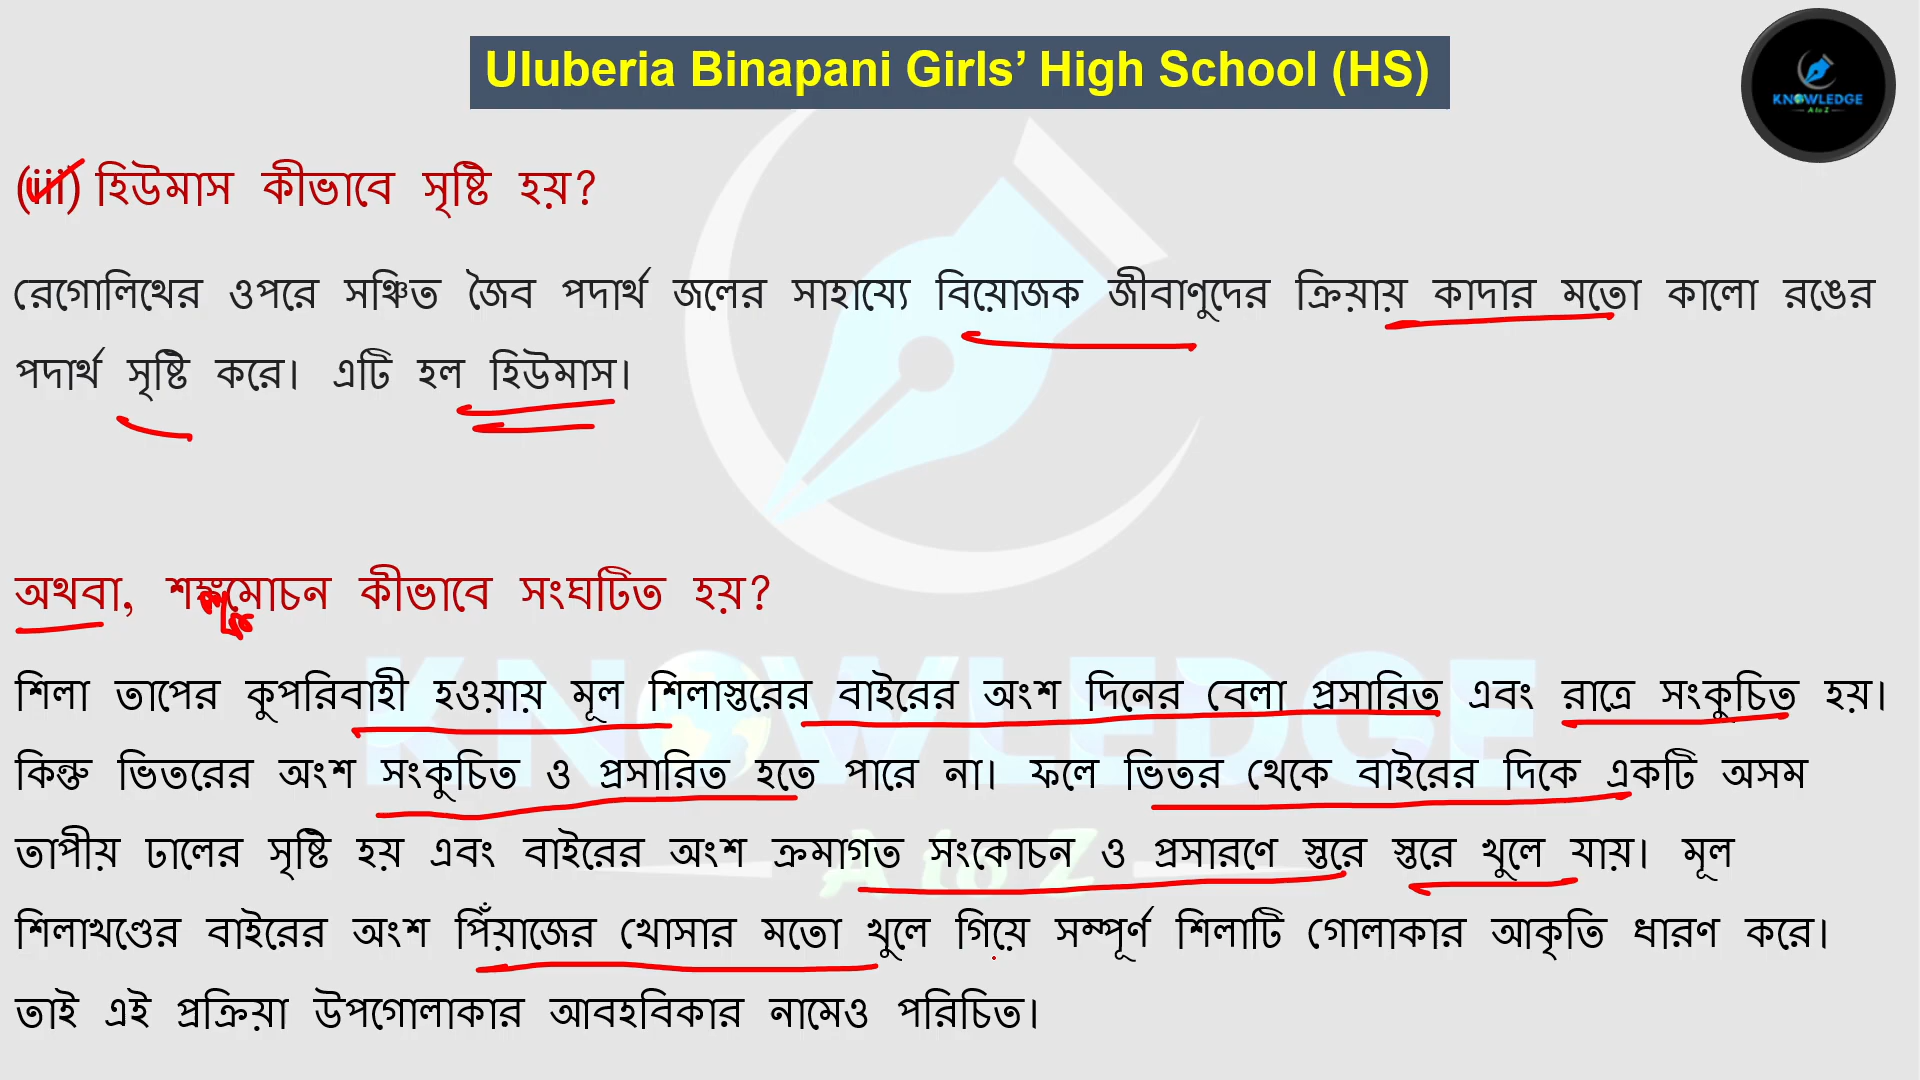 Uluberia Binapani Girls’ High School (HS)
KNOWLEDGE
A to Z
(iii) হিউমাস কীভাবে সৃষ্টি হয়?
রেগোলিথের ওপরে সঞ্চিত জৈব পদার্থ জলের সাহায্যে বিয়োজক জীবাণুদের ক্রিয়ায় কাদার মতো কালো রঙের
পদার্থ সৃষ্টি করে। এটি হল হিউমাস।
অথবা, শল্কমোচন কীভাবে সংঘটিত হয়?
শিলা তাপের কুপরিবাহী হওয়ায় মূল শিলাস্তরের বাইরের অংশ দিনের বেলা প্রসারিত এবং রাত্রে সংকুচিত হয়।
কিন্তু ভিতরের অংশ সংকুচিত ও প্রসারিত হতে পারে না। ফলে ভিতর থেকে বাইরের দিকে একটি অসম
তাপীয় ঢালের সৃষ্টি হয় এবং বাইরের অংশ ক্রমাগত সংকোচন ও প্রসারণে স্তরে স্তরে খুলে যায়। মূল
শিলাখণ্ডের বাইরের অংশ পিঁয়াজের খোসার মতো খুলে গিয়ে সম্পূর্ণ শিলাটি গোলাকার আকৃতি ধারণ করে।
তাই এই প্রক্রিয়া উপগোলাকার আবহবিকার নামেও পরিচিত।
KNOWLEDGE
A to Z